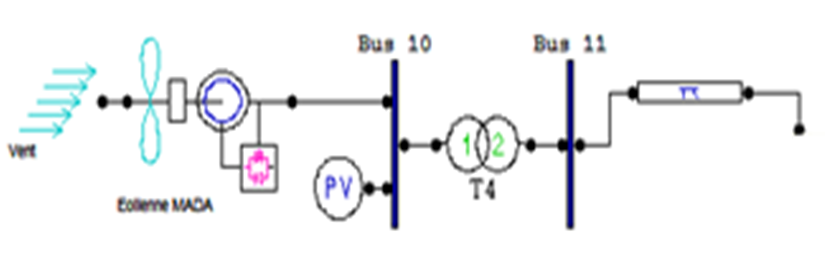 Bus 10
Bus 11
Vent
1 2
PV
T4
Eolienne MADA